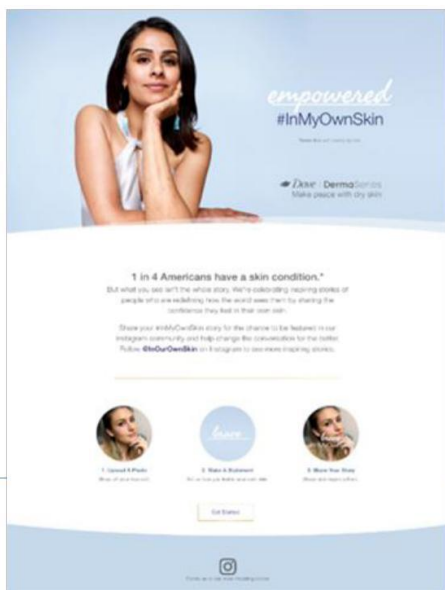 empowered
#InMyOwnSkin
Dove | DermaSeries
Make peace with dry skin
1 in 4 Americans have a skin condition.*
But what you see isn't the whole story. We're celebrating inspiring stories of
people who are redefining how the world sees them by sharing the
confidence they feel in their own skin.
Share your #InMyOwnSkin story for the chance to be featured in our
Instagram community and help change the conversation for the better.
Follow @InOurOwnSkin on Instagram to see more inspiring stories.
brave
1. Upload A Photo
2. Make A Statement
3. Share Your Story
Get Started